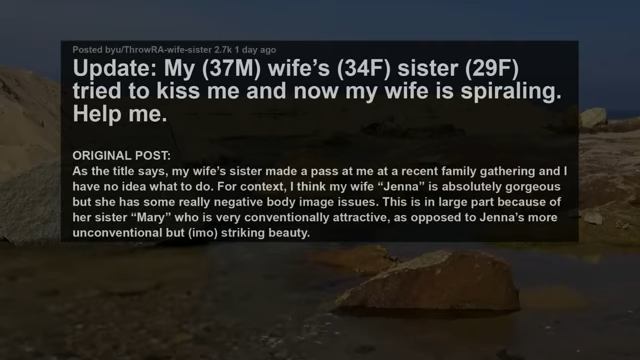 Posted byu/ThrowRA-wife-sister 2.7k 1 day ago
Update: My (37M) wife's (34F) sister (29F)
tried to kiss me and now my wife is spiraling.
Help me.
ORIGINAL POST:
As the title says, my wife's sister made a pass at me at a recent family gathering and I
have no idea what to do. For context, I think my wife “Jenna” is absolutely gorgeous
but she has some really negative body image issues. This is in large part because of
her sister “Mary” who is very conventionally attractive, as opposed to Jenna's more
unconventional but (imo) striking beauty.